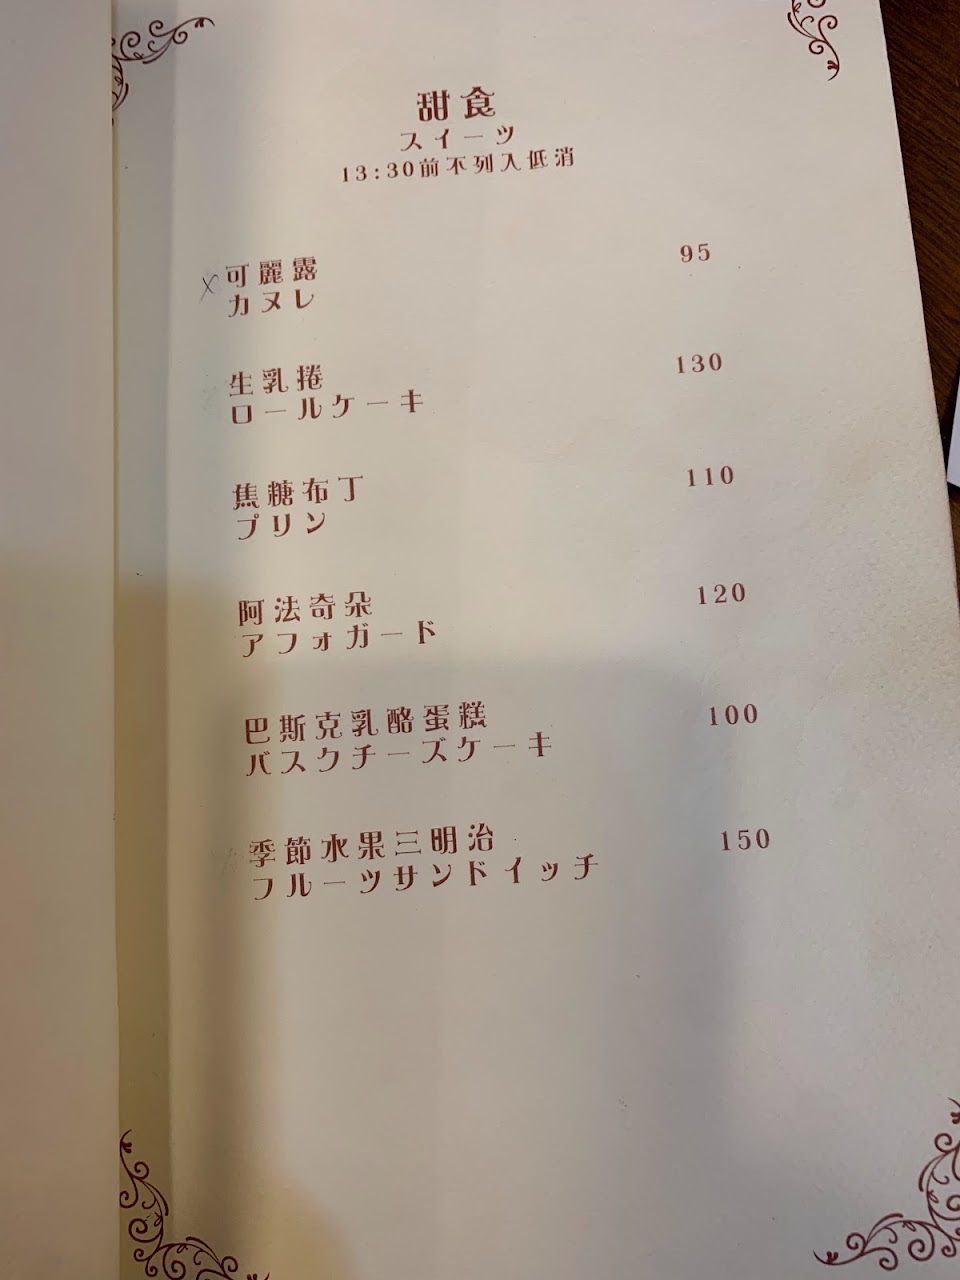 甜食
スイーツ
13:30前不列入低消
可麗露 95
カヌレ
生乳捲 130
ロールケーキ
焦糖布丁 110
プリン
阿法奇朵 120
アフォガード
巴斯克乳酪蛋糕 100
バスクチーズケーキ
季節水果三明治 150
フルーツサンドイッチ